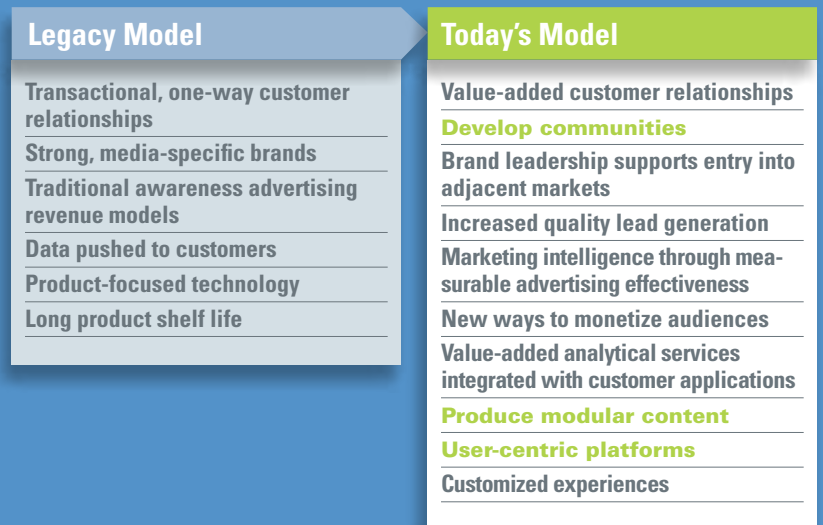 Legacy Model
Transactional, one-way customer
relationships
Strong, media-specific brands
Traditional awareness advertising
revenue models
Data pushed to customers
Product-focused technology
Long product shelf life
Today's Model
Value-added customer relationships
Develop communities
Brand leadership supports entry into
adjacent markets
Increased quality lead generation
Marketing intelligence through mea-
surable advertising effectiveness
New ways to monetize audiences
Value-added analytical services
integrated with customer applications
Produce modular content
User-centric platforms
Customized experiences